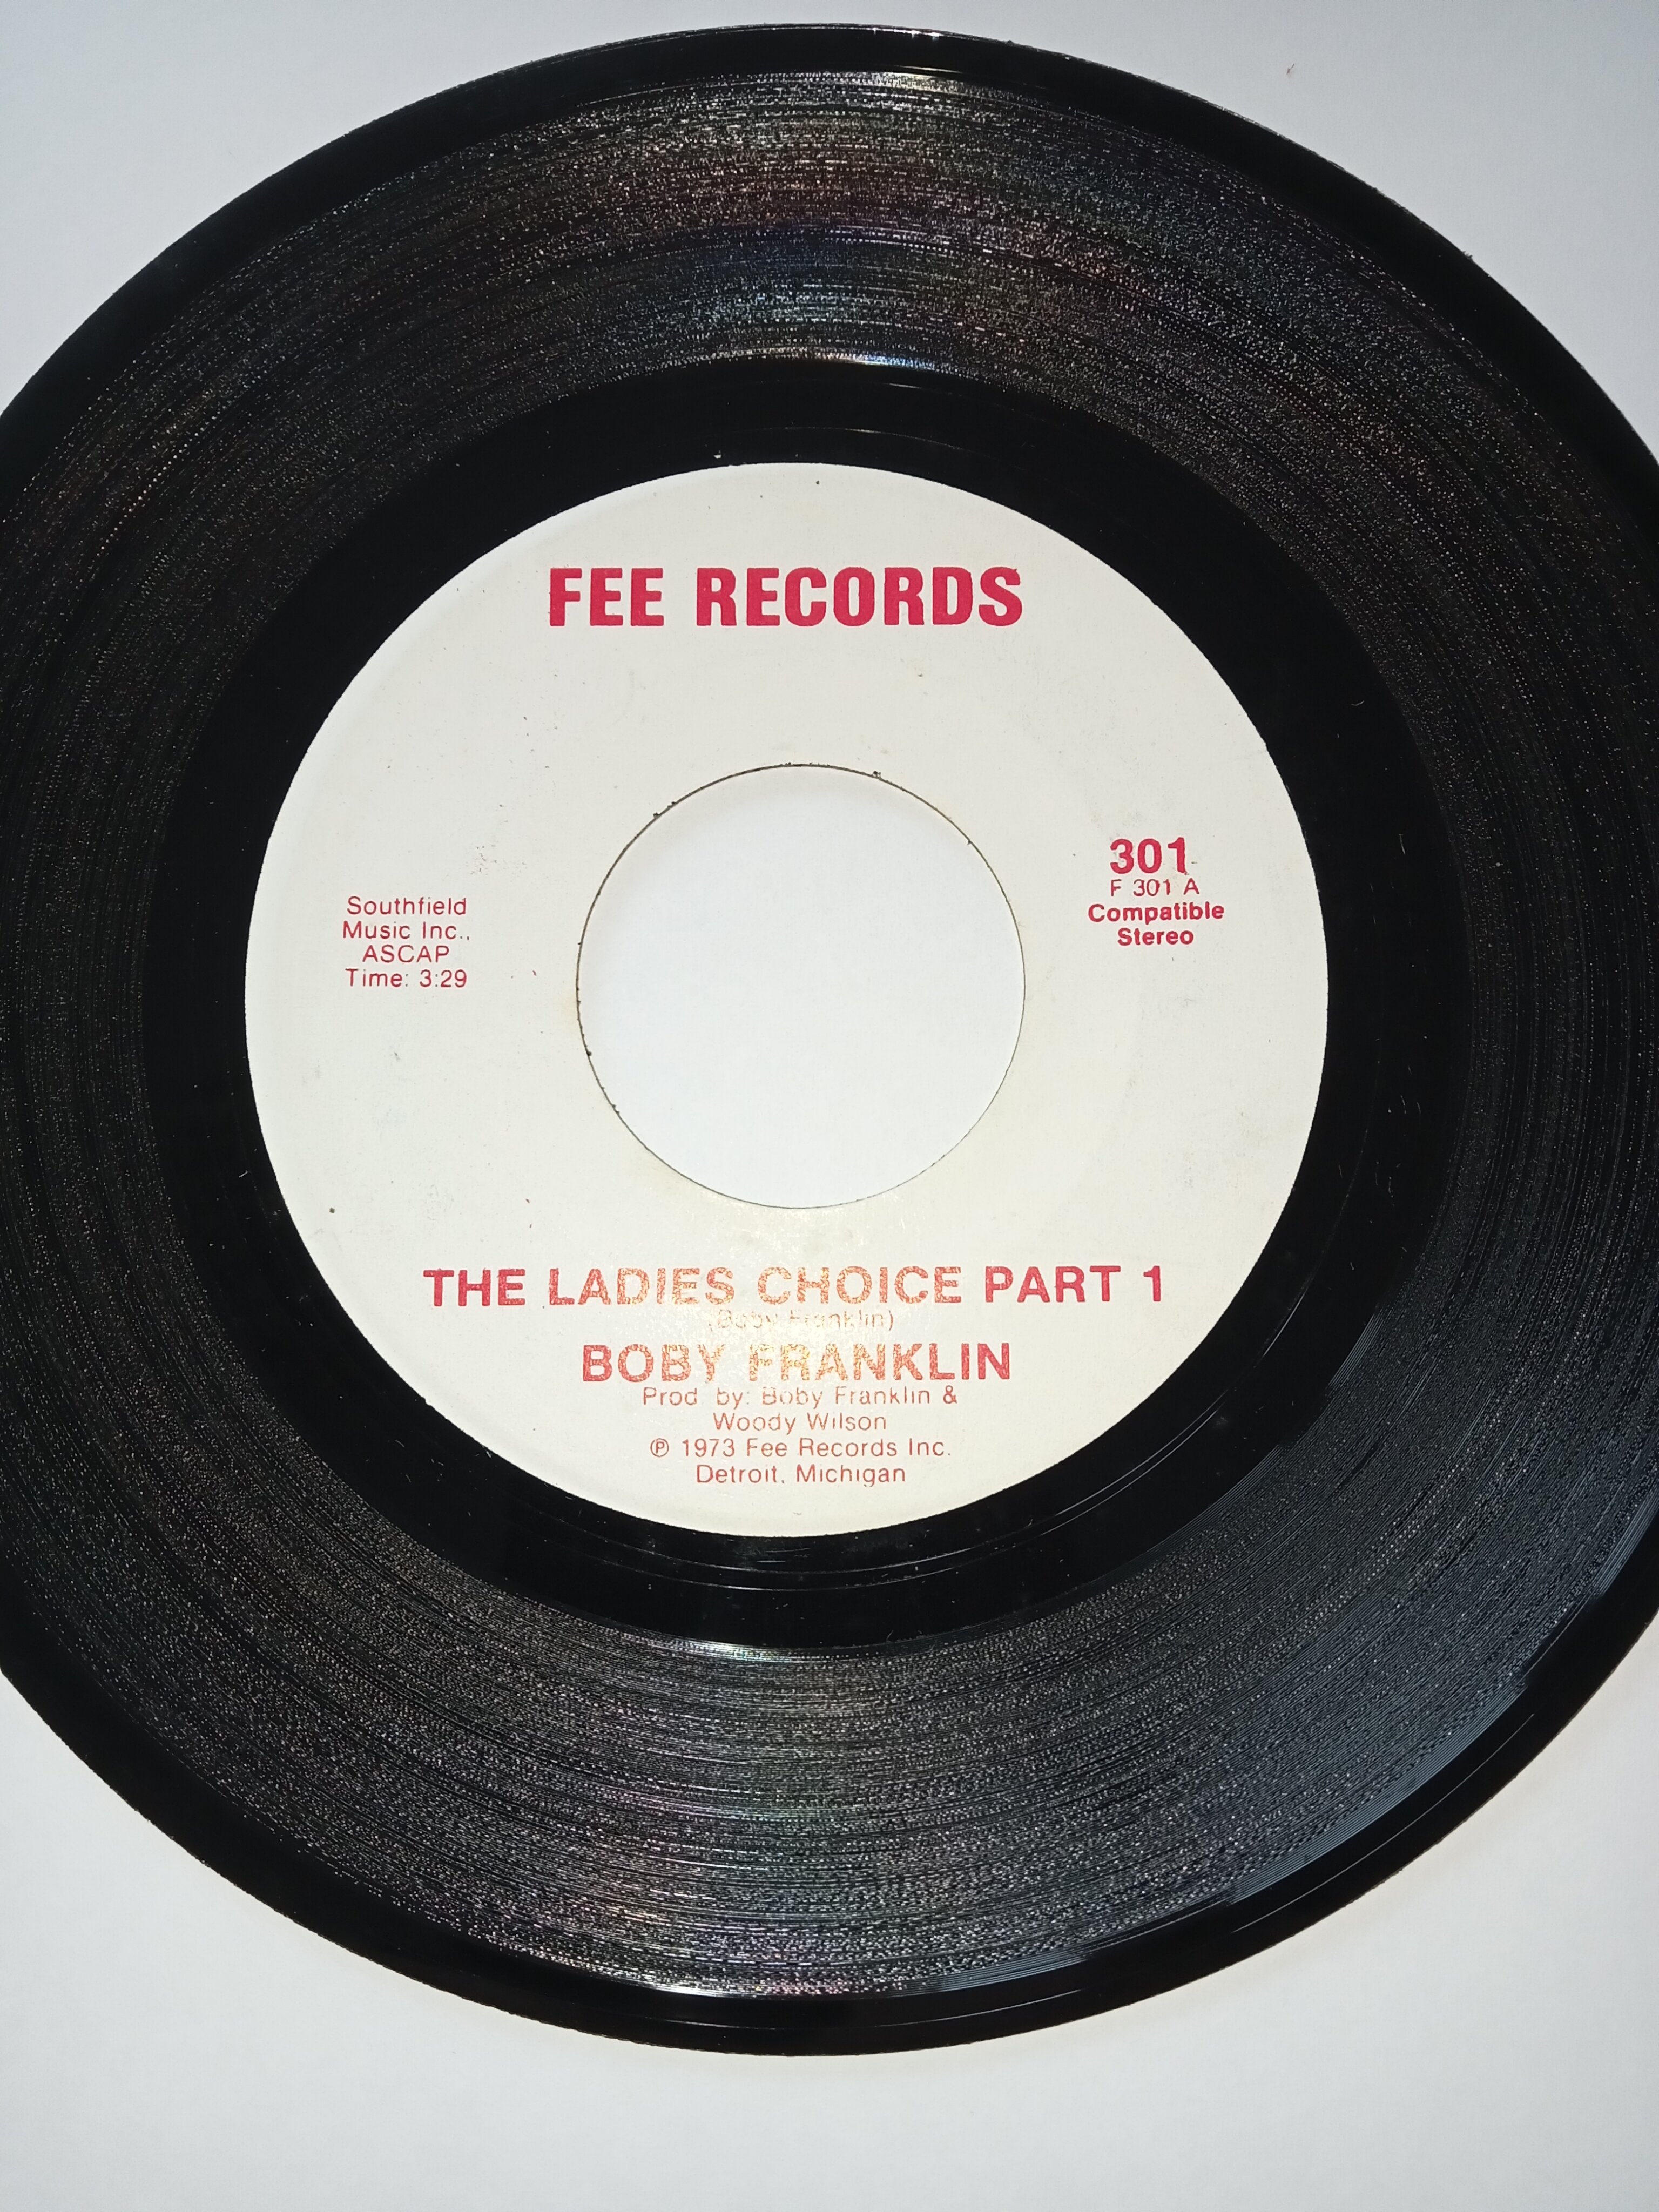 FEE RECORDS
Southfield
Music Inc.,
ASCAP
Time: 3:29
301
F 301 A
Compatible
Stereo
THE LADIES CHOICE PART 1
(Boby Franklin)
BOBY FRANKLIN
Prod. by: Boby Franklin &
Woody Wilson
℗ 1973 Fee Records Inc.
Detroit, Michigan